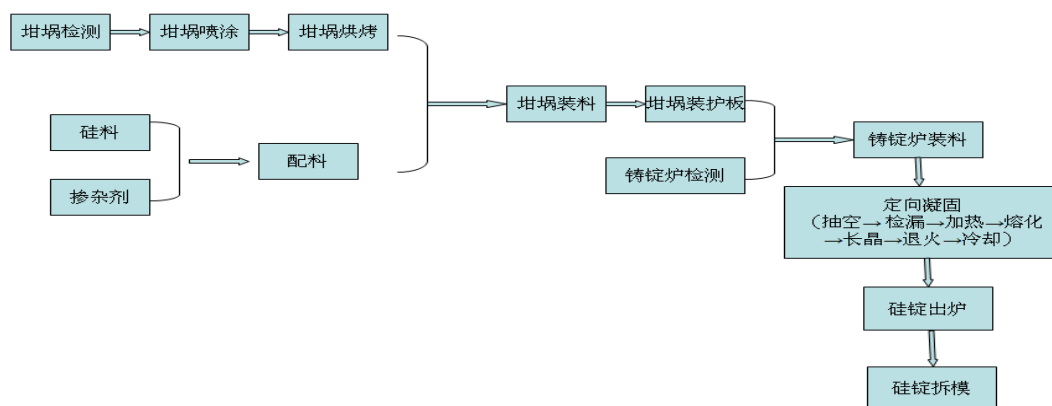 坩埚检测
坩埚喷涂
坩埚烘烤
硅料
掺杂剂
配料
坩埚装料
坩埚装护板
铸锭炉检测
铸锭炉装料
定向凝固
（抽空→检漏→加热→熔化
→长晶→退火→冷却）
硅锭出炉
硅锭拆模